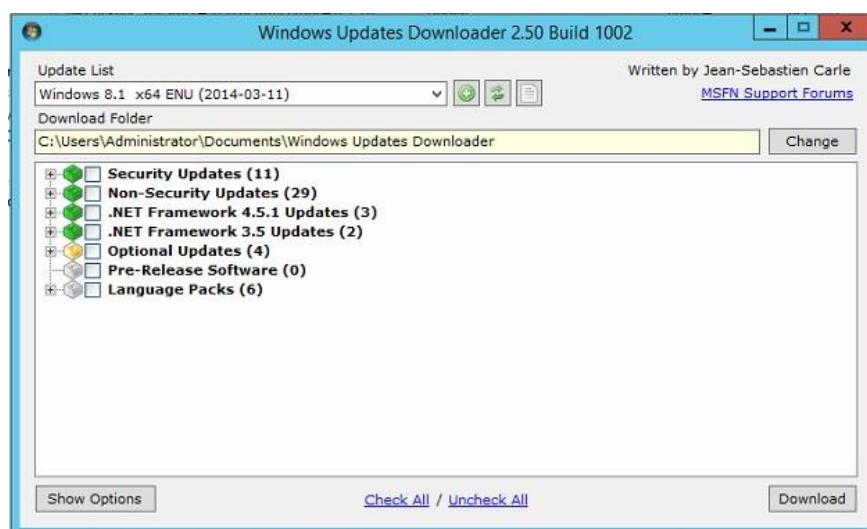 Windows Updates Downloader 2.50 Build 1002
Update List
Written by Jean-Sebastien Carle
Windows 8.1 x64 ENU (2014-03-11)
MSFN Support Forums
Download Folder
C:\Users\Administrator\Documents\Windows Updates Downloader
Change
Security Updates (11)
Non-Security Updates (29)
.NET Framework 4.5.1 Updates (3)
.NET Framework 3.5 Updates (2)
Optional Updates (4)
Pre-Release Software (0)
Language Packs (6)
Show Options
Check All / Uncheck All
Download